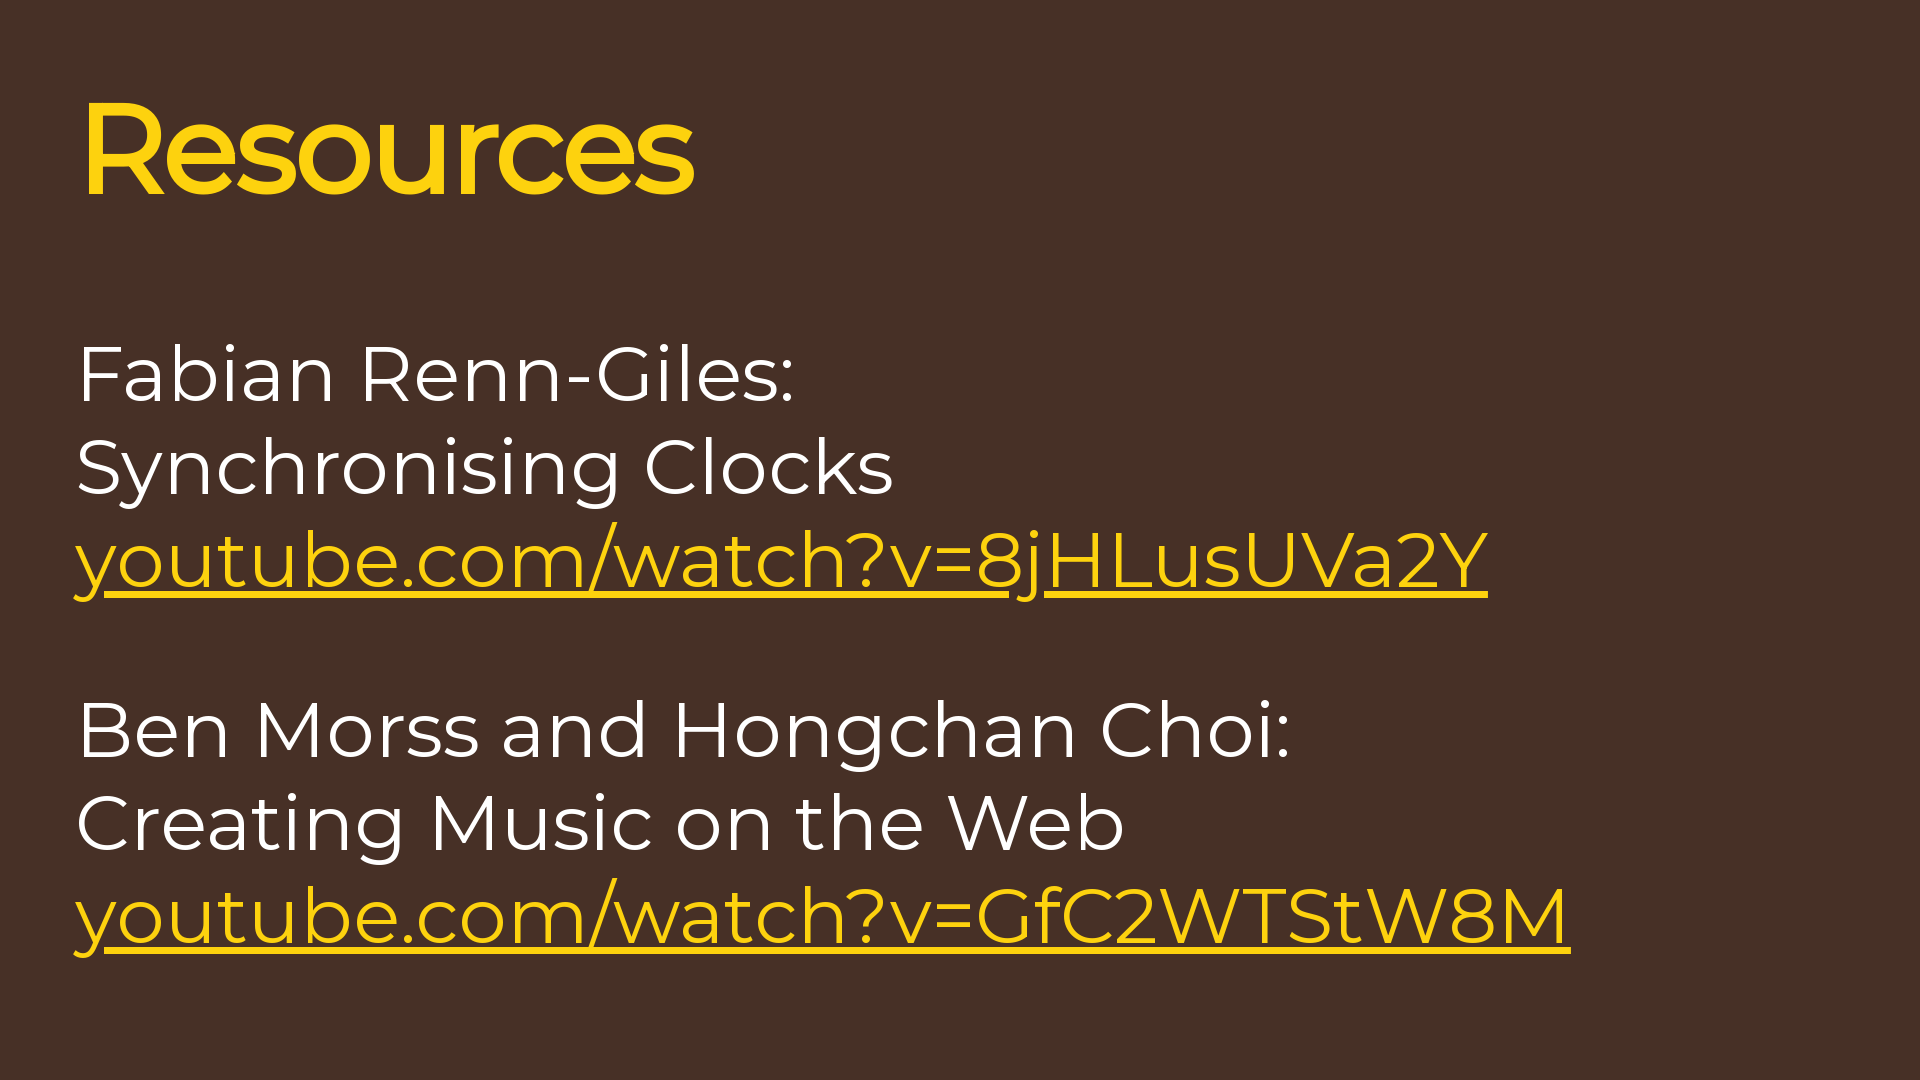 Resources
Fabian Renn-Giles:
Synchronising Clocks
youtube.com/watch?v=8jHLusUVa2Y
Ben Morss and Hongchan Choi:
Creating Music on the Web
youtube.com/watch?v=GfC2WTStW8M